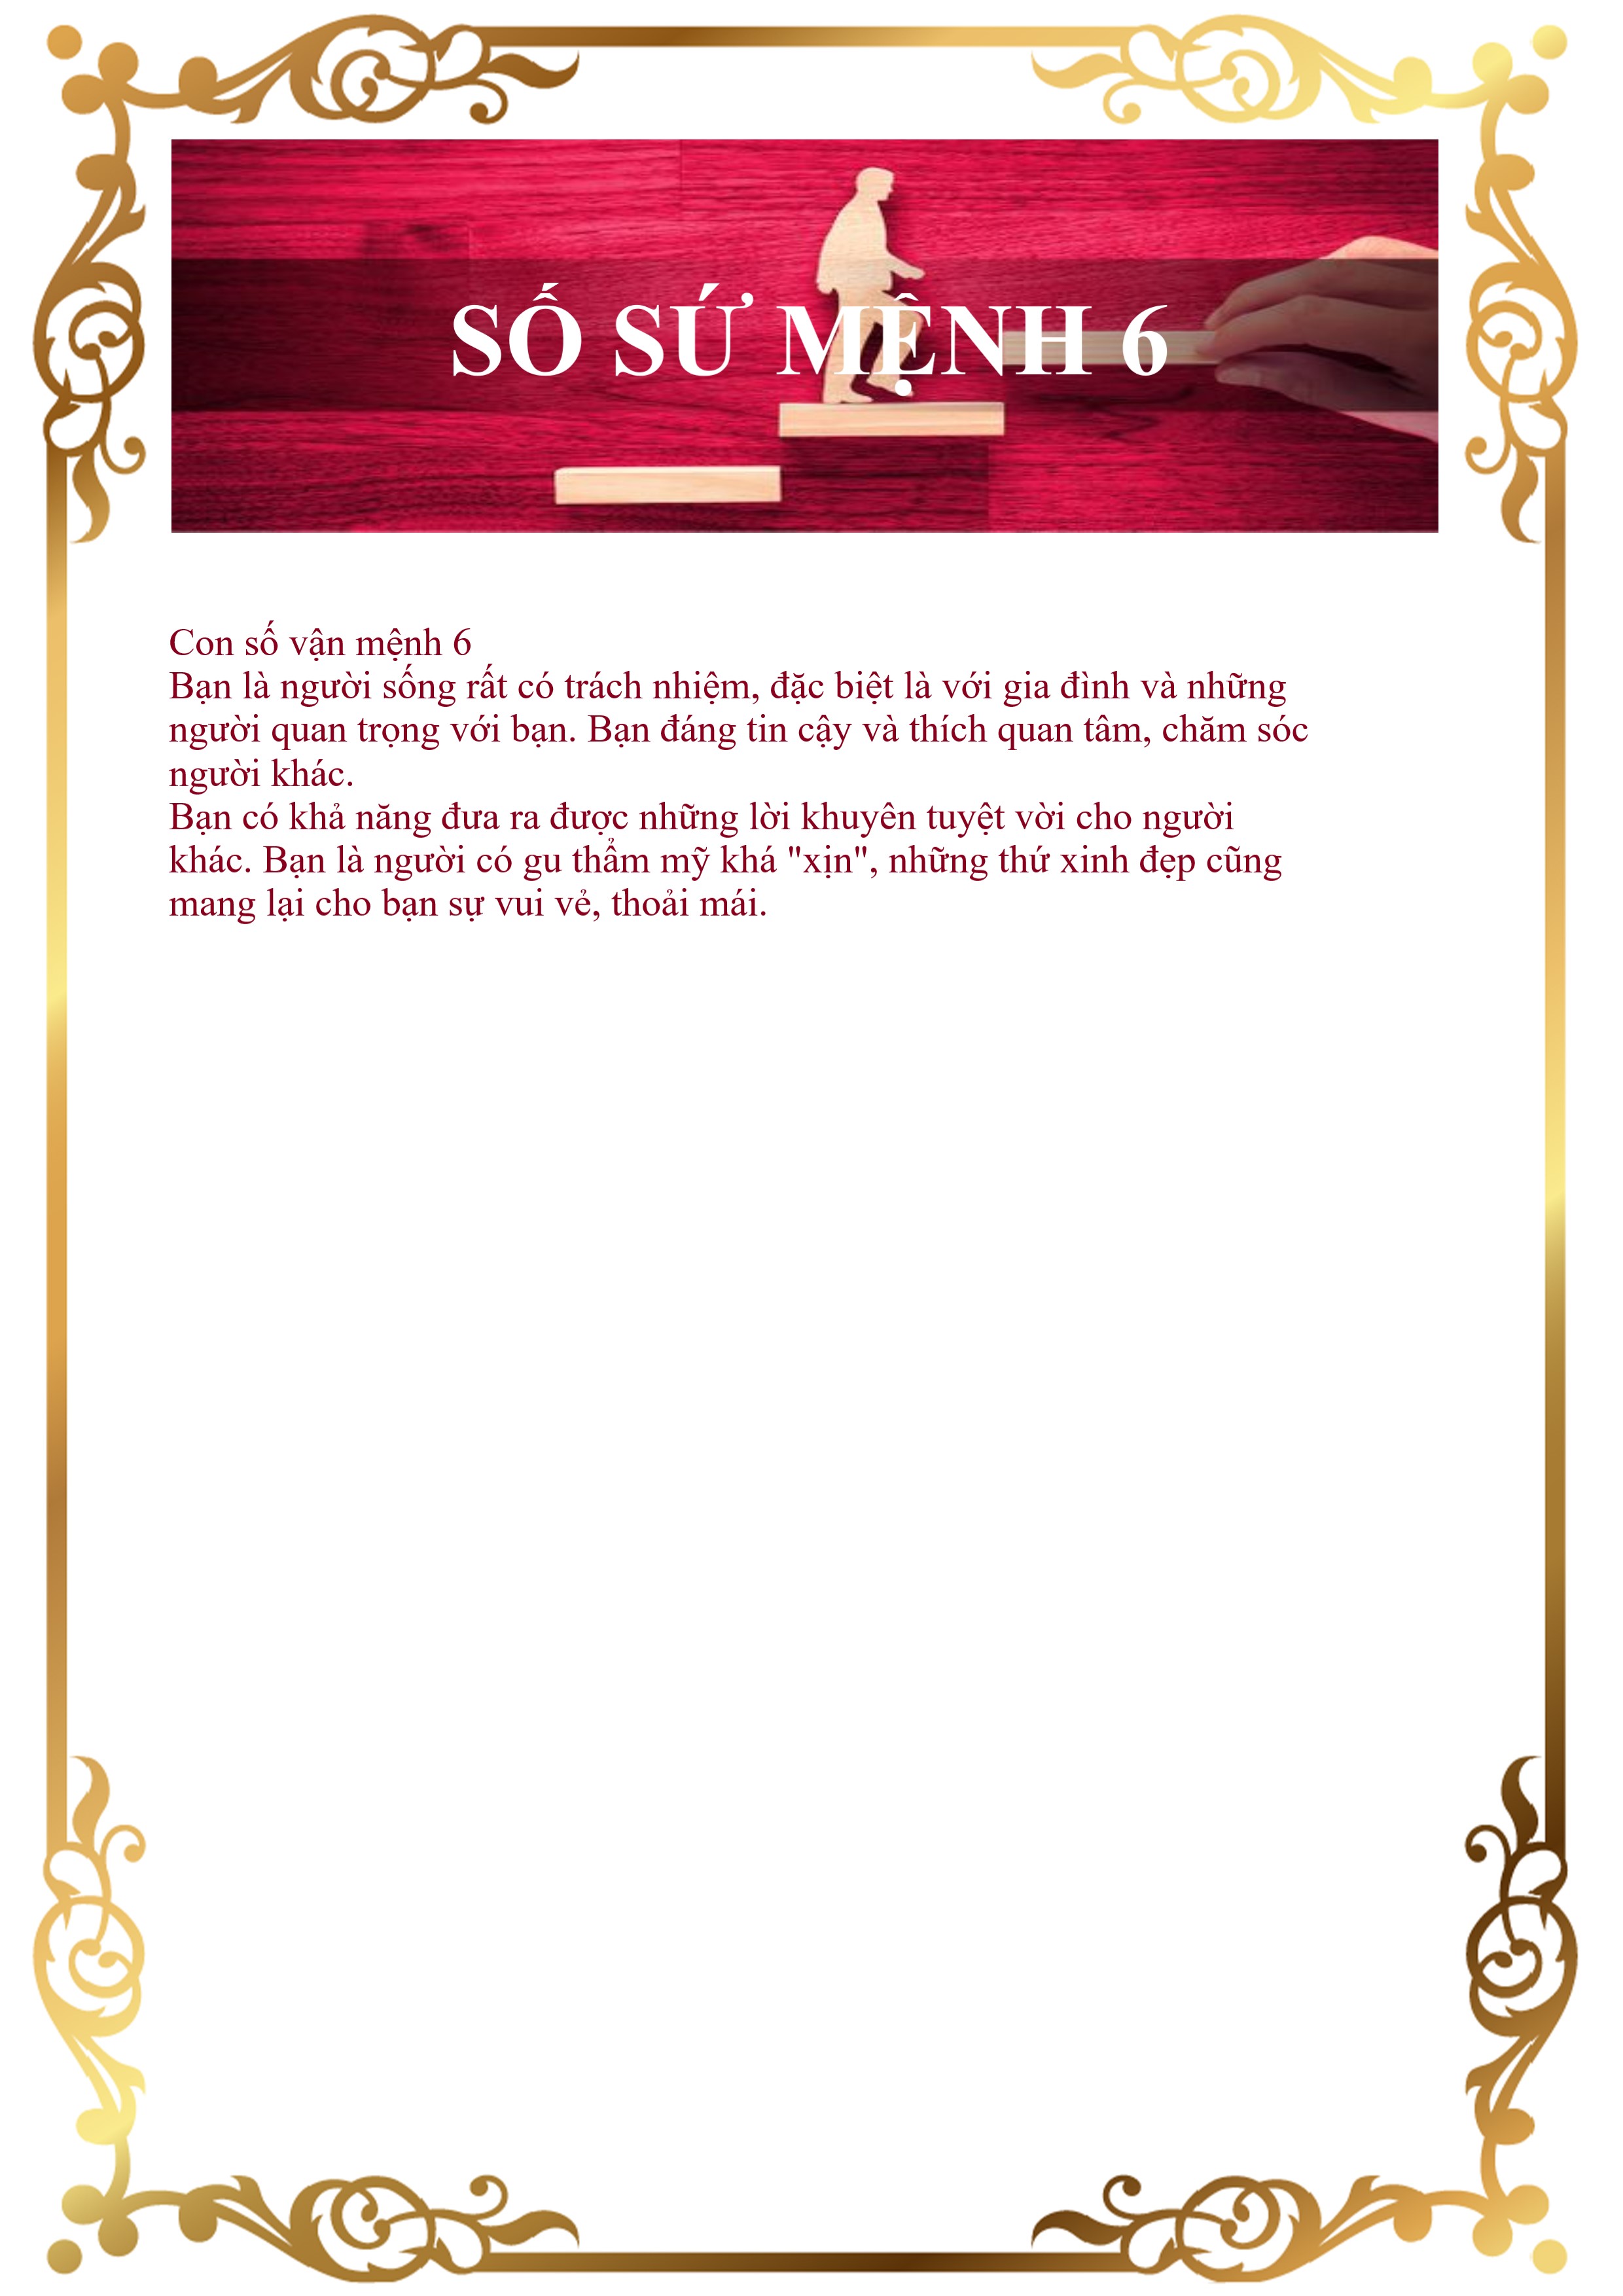 SỐ SỨ MỆNH 6
Con số vận mệnh 6
Bạn là người sống rất có trách nhiệm, đặc biệt là với gia đình và những
người quan trọng với bạn. Bạn đáng tin cậy và thích quan tâm, chăm sóc
người khác.
Bạn có khả năng đưa ra được những lời khuyên tuyệt vời cho người
khác. Bạn là người có gu thẩm mỹ khá "xịn", những thứ xinh đẹp cũng
mang lại cho bạn sự vui vẻ, thoải mái.